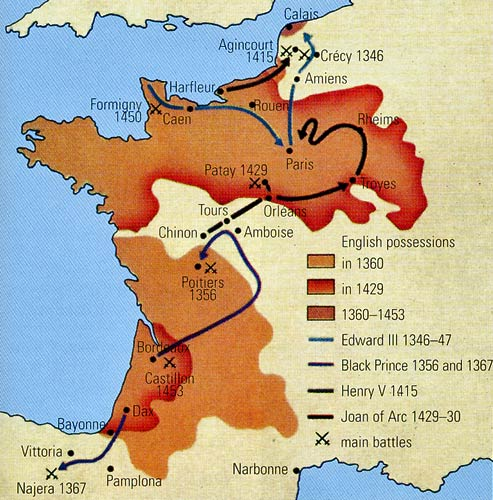 Calais
Agincourt
1415
Crécy 1346
Amiens
Harfleur
Formigny
1450
Caen
Rouen
Rheims
Paris
Patay 1429
Troyes
Orléans
Tours
Chinon
Amboise
Poitiers
1356
Bordeaux
Castillon
1453
Dax
Bayonne
Vittoria
Najera 1367
Pamplona
Narbonne
English possessions
in 1360
in 1429
1360–1453
Edward III 1346–47
Black Prince 1356 and 1367
Henry V 1415
Joan of Arc 1429–30
main battles